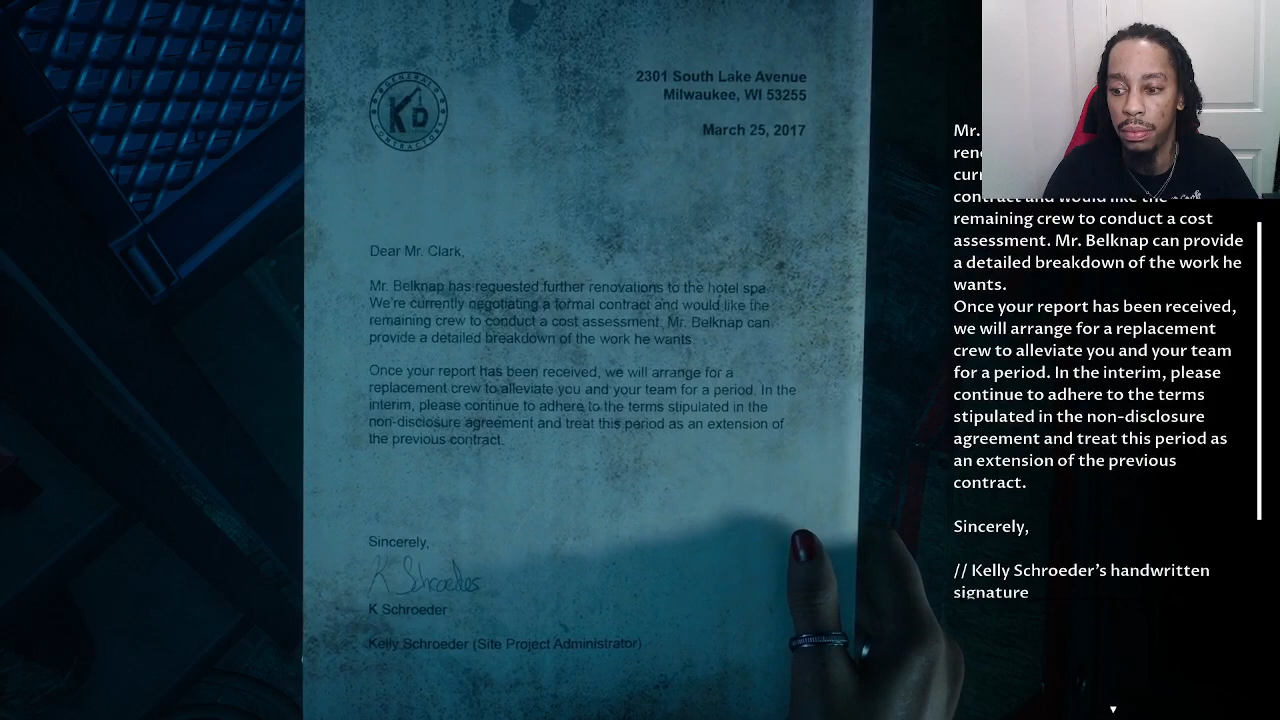 GENERAL
KD
CONTRACTORS
2301 South Lake Avenue
Milwaukee, WI 53255
March 25, 2017
Dear Mr. Clark,
Mr. Belknap has requested further renovations to the hotel spa.
We're currently negotiating a formal contract and would like the
remaining crew to conduct a cost assessment. Mr. Belknap can
provide a detailed breakdown of the work he wants.
Once your report has been received, we will arrange for a
replacement crew to alleviate you and your team for a period. In the
interim, please continue to adhere to the terms stipulated in the
non-disclosure agreement and treat this period as an extension of
the previous contract.
Sincerely,
K Schroeder
K Schroeder
Kelly Schroeder (Site Project Administrator)
Mr.
contract and would like the
remaining crew to conduct a cost
assessment. Mr. Belknap can provide
a detailed breakdown of the work he
wants.
Once your report has been received,
we will arrange for a replacement
crew to alleviate you and your team
for a period. In the interim, please
continue to adhere to the terms
stipulated in the non-disclosure
agreement and treat this period as
an extension of the previous
contract.
Sincerely,
// Kelly Schroeder's handwritten
signature